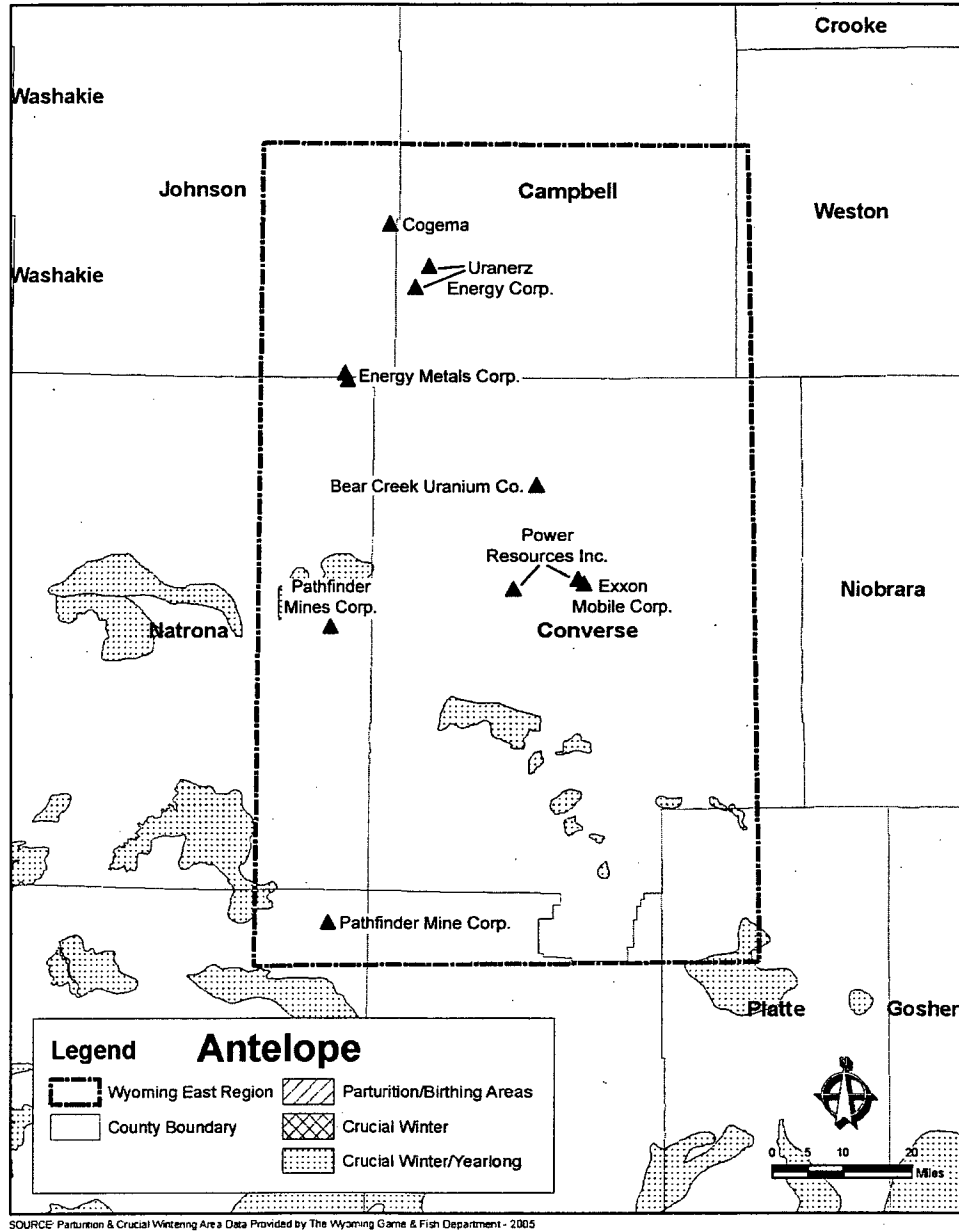 Crooke
Washakie
Johnson
Campbell
Weston
Cogema
Washakie
Uranerz
Energy Corp.
Energy Metals Corp.
Bear Creek Uranium Co.
Power
Resources Inc.
Pathfinder
Mines Corp.
Exxon
Mobile Corp.
Niobrara
Natrona
Converse
Pathfinder Mine Corp.
Platte
Gosher
Legend
Antelope
Wyoming East Region
Parturition/Birthing Areas
County Boundary
Crucial Winter
Crucial Winter/Yearlong
0 5 10 20
Miles
SOURCE: Parturition & Crucial Wintering Area Data Provided by The Wyoming Game & Fish Department - 2005